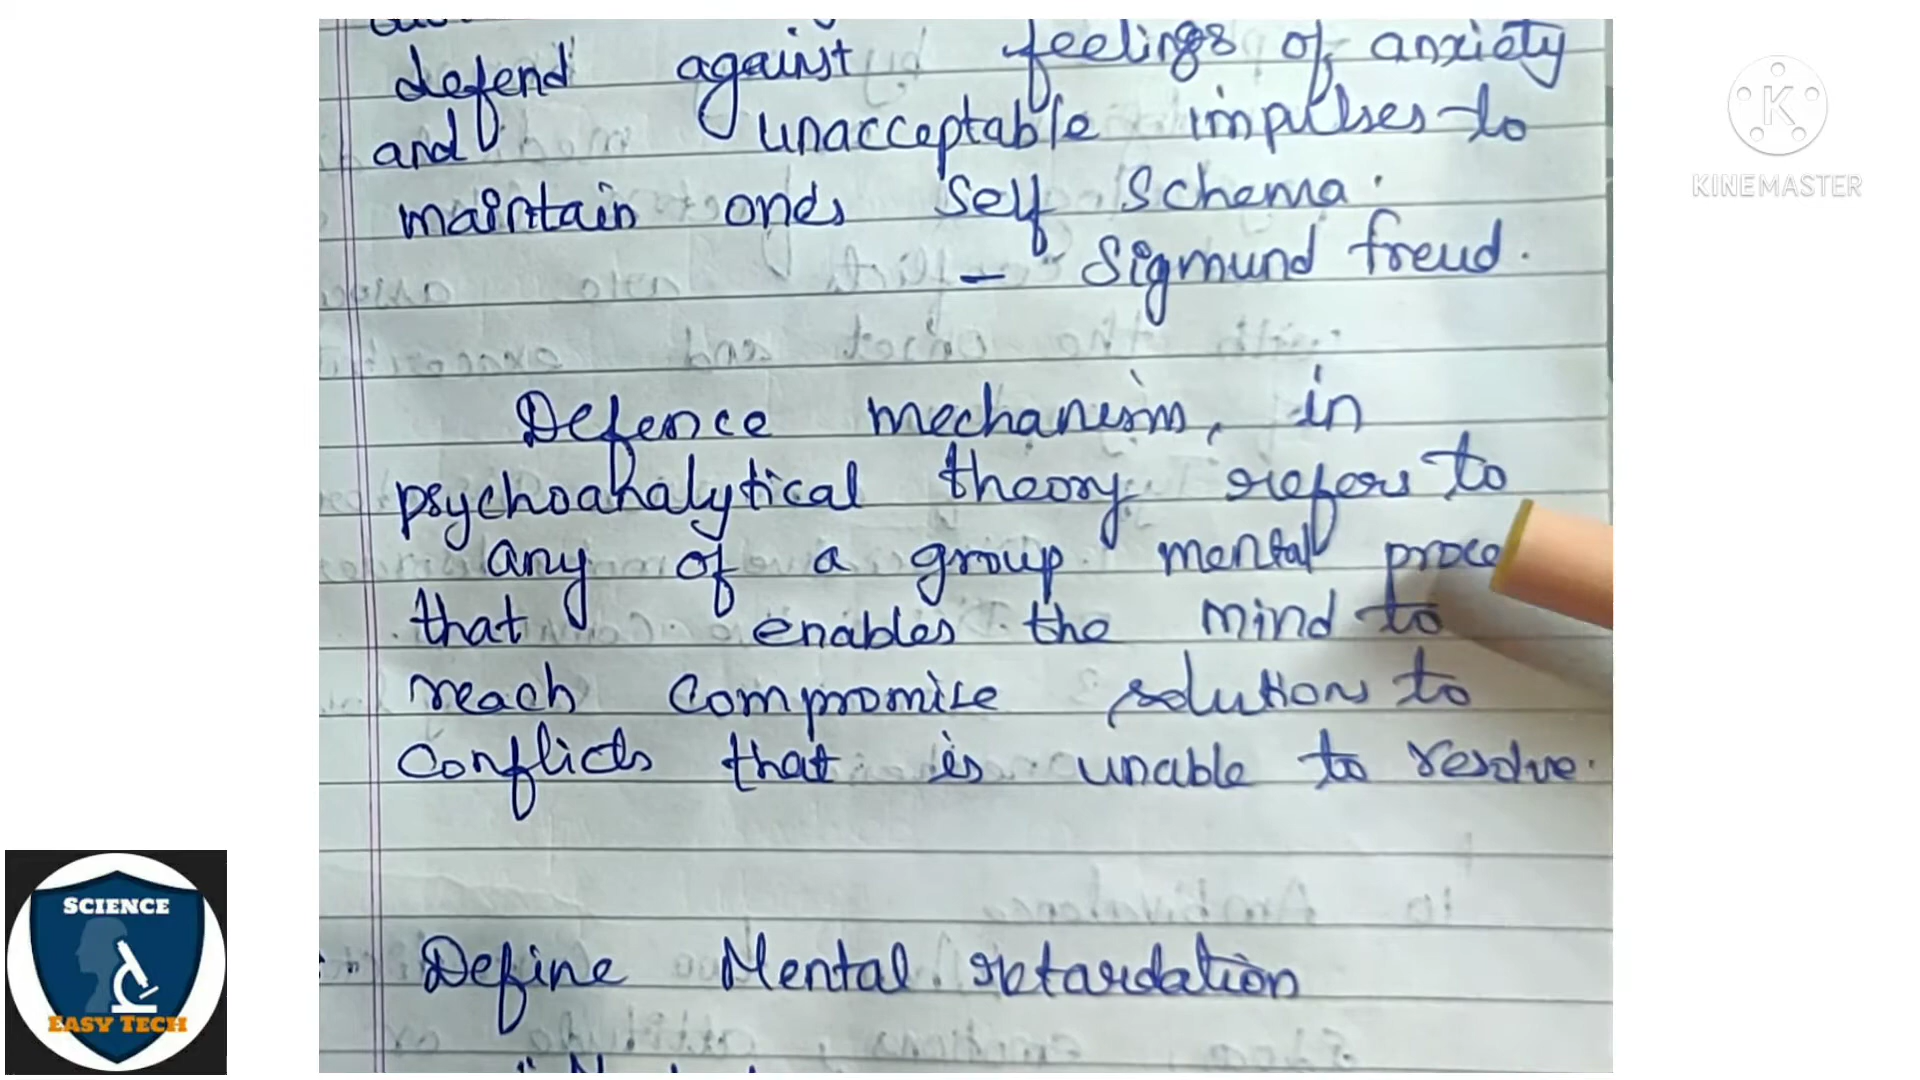 defend against feelings of anxiety
and unacceptable impulses to
maintain ones self schema.
- Sigmund freud.
Defence mechanism, in
psychoanalytical theory refers to
any of a group mental proce
that enables the mind to
reach compromise solutions to
conflicts that is unable to resolve.
Define Mental retardation
KINEMASTER
SCIENCE
EASY TECH